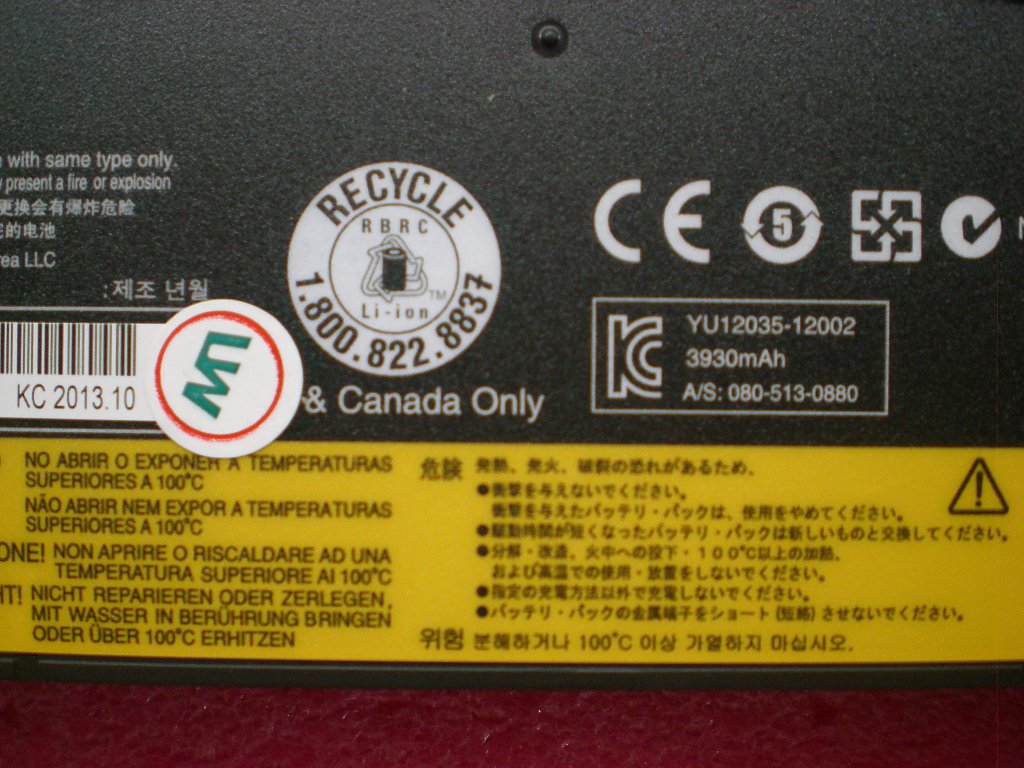 with same type only.
present a fire or explosion
更换会有爆炸危险
的电池
rea LLC
:제조 년월
KC 2013.10
RECYCLE
RBRC
Li-ion
TM
1.800.822.8837
& Canada Only
CE
5
YU12035-12002
3930mAh
A/S: 080-513-0880
NO ABRIR O EXPONER A TEMPERATURAS
SUPERIORES A 100°C
NÃO ABRIR NEM EXPOR A TEMPERATURAS
SUPERIORES A 100°C
ONE! NON APRIRE O RISCALDARE AD UNA
TEMPERATURA SUPERIORE AI 100°C
HT! NICHT REPARIEREN ODER ZERLEGEN,
MIT WASSER IN BERÜHRUNG BRINGEN
ODER ÜBER 100°C ERHITZEN
危険 発熱、発火、破裂の恐れがあるため、
●衝撃を与えないでください。
衝撃を与えたバッテリ・パックは、使用をやめてください。
●駆動時間が短くなったバッテリ・パックは新しいものと交換してください。
●分解・改造、火中への投下・100°C以上の加熱、
および高温での使用・放置をしないでください。
●指定の充電方法以外で充電しないでください。
●バッテリ・パックの金属端子をショート(短絡)させないでください。
위험 분해하거나 100°C 이상 가열하지 마십시오.